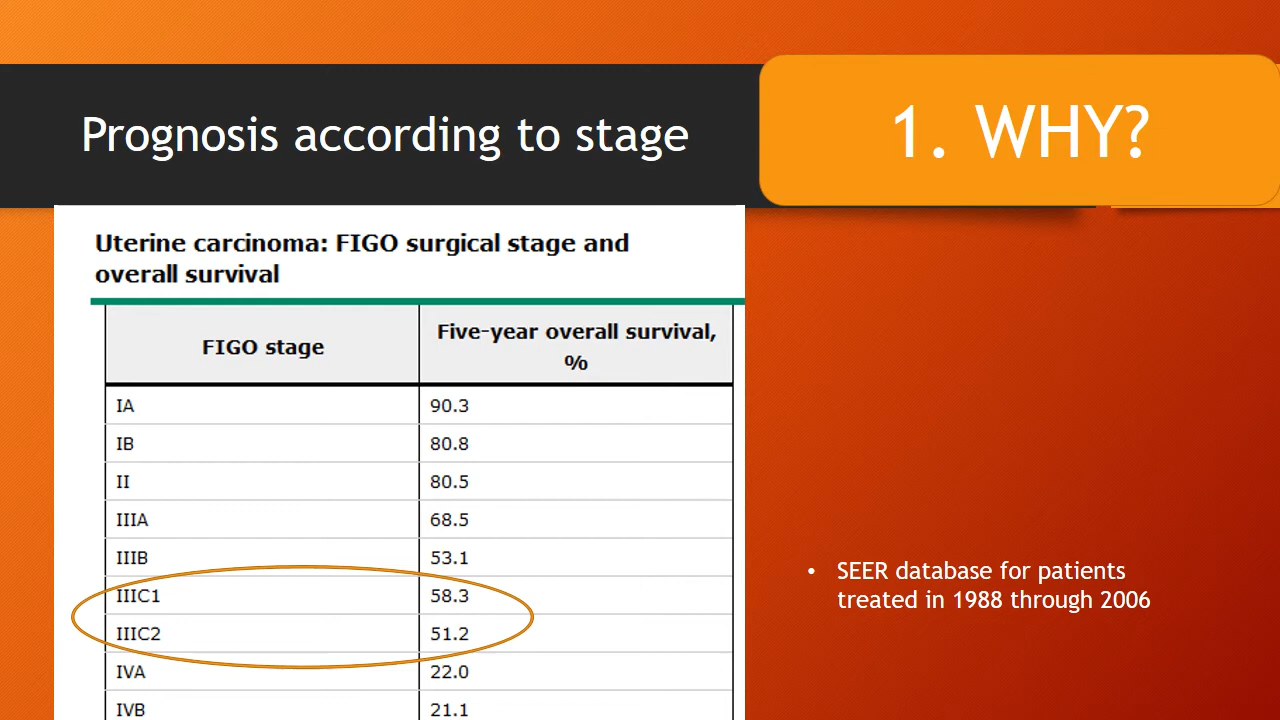 Prognosis according to stage
1. WHY?
Uterine carcinoma: FIGO surgical stage and
overall survival
FIGO stage
Five-year overall survival,
%
IA 90.3
IB 80.8
II 80.5
IIIA 68.5
IIIB 53.1
IIIC1 58.3
IIIC2 51.2
IVA 22.0
IVB 21.1
• SEER database for patients
treated in 1988 through 2006